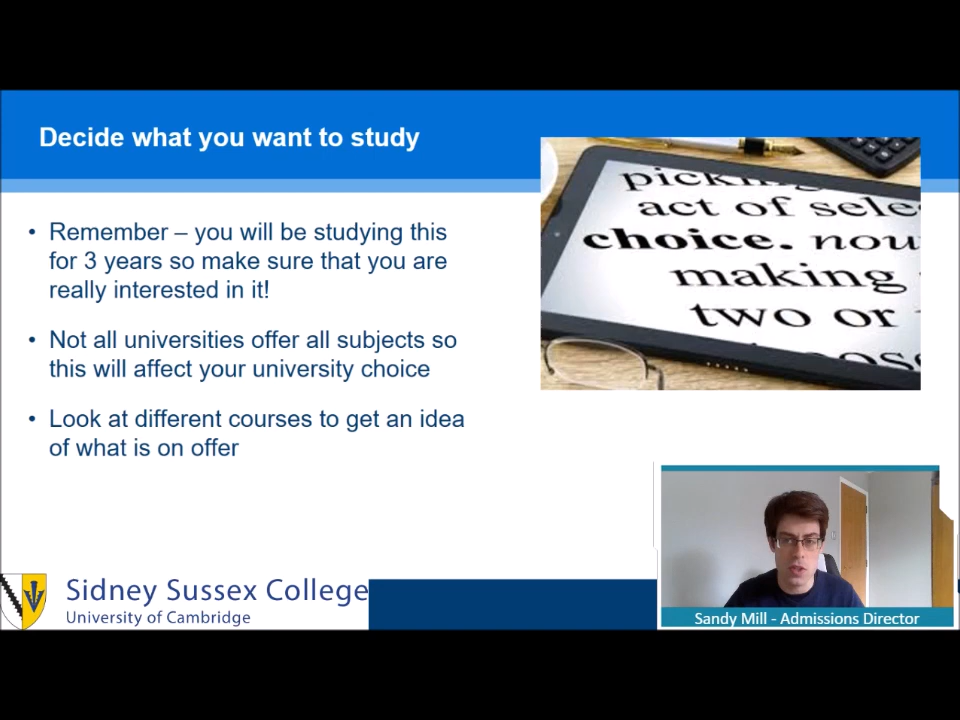 Decide what you want to study
• Remember – you will be studying this
for 3 years so make sure that you are
really interested in it!
• Not all universities offer all subjects so
this will affect your university choice
• Look at different courses to get an idea
of what is on offer
act of
choice. nou
making
two or
Sidney Sussex College
University of Cambridge
Sandy Mill - Admissions Director